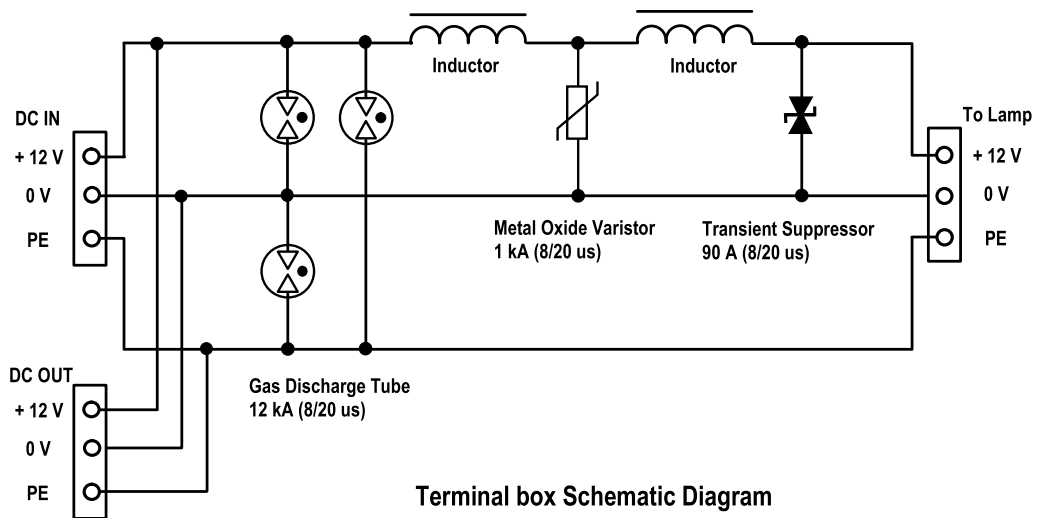 Inductor
Inductor
DC IN
+ 12 V
0 V
PE
To Lamp
+ 12 V
0 V
PE
Metal Oxide Varistor
1 kA (8/20 us)
Transient Suppressor
90 A (8/20 us)
DC OUT
+ 12 V
0 V
PE
Gas Discharge Tube
12 kA (8/20 us)
Terminal box Schematic Diagram